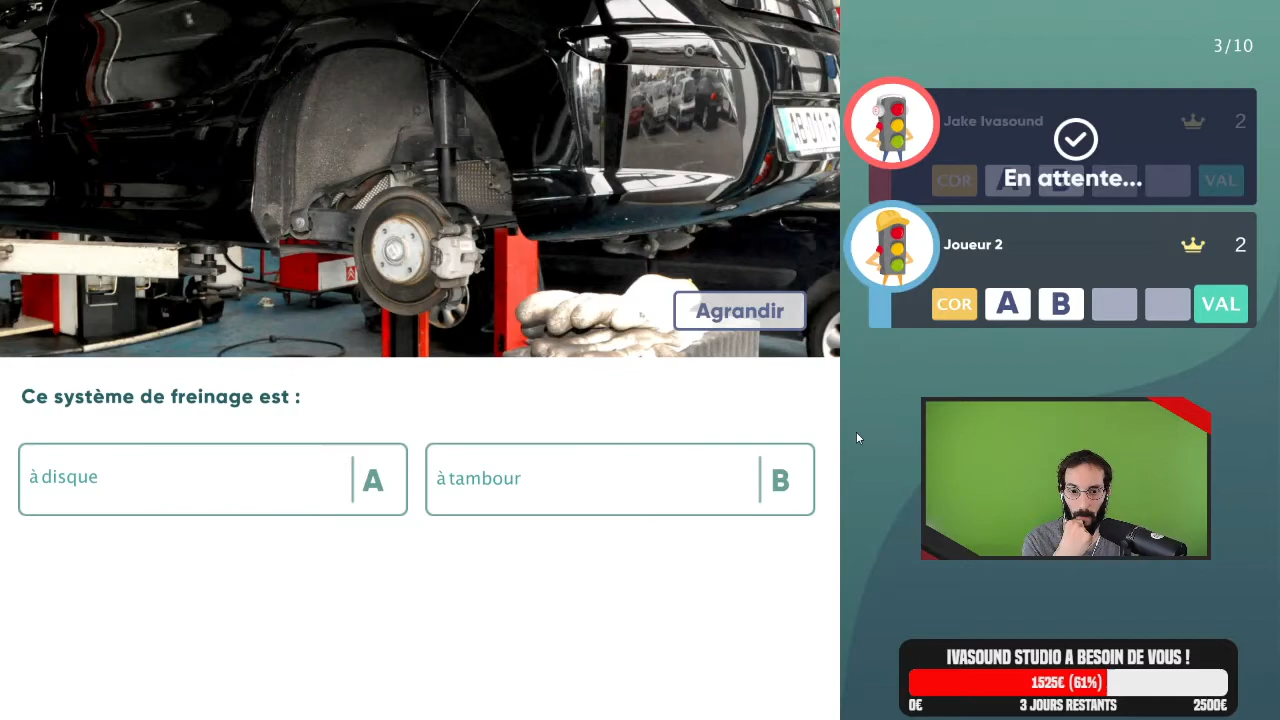 3/10
Jake Ivasound
2
En attente...
COR
VAL
Joueur 2
2
COR
A
B
VAL
Agrandir
Ce système de freinage est :
à disque
A
à tambour
B
IVASOUND STUDIO A BESOIN DE VOUS !
1525€ (61%)
0€
3 JOURS RESTANTS
2500€